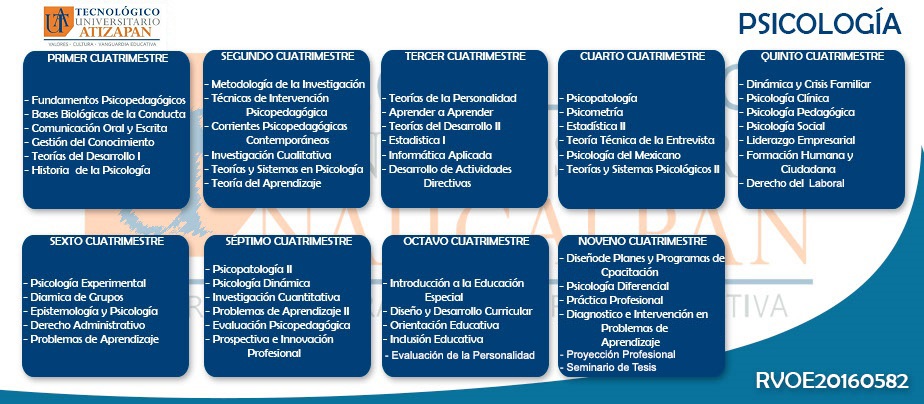 TECNOLÓGICO
UNIVERSITARIO
ATIZAPAN
VALORES · CULTURA · VANGUARDIA EDUCATIVA
PSICOLOGÍA
PRIMER CUATRIMESTRE
- Fundamentos Psicopedagógicos
- Bases Biológicas de la Conducta
- Comunicación Oral y Escrita
- Gestión del Conocimiento
- Teorías del Desarrollo I
- Historia de la Psicología
SEGUNDO CUATRIMESTRE
- Metodología de la Investigación
- Técnicas de Intervención
Psicopedagógica
- Corrientes Psicopedagógicas
Contemporáneas
- Investigación Cualitativa
- Teorías y Sistemas en Psicología
- Teoría del Aprendizaje
TERCER CUATRIMESTRE
- Teorías de la Personalidad
- Aprender a Aprender
- Teorías del Desarrollo II
- Estadistica I
- Informática Aplicada
- Desarrollo de Actividades
Directivas
CUARTO CUATRIMESTRE
- Psicopatología
- Psicometría
- Estadística II
- Teoría Técnica de la Entrevista
- Psicología del Mexicano
- Teorías y Sistemas Psicológicos II
QUINTO CUATRIMESTRE
- Dinámica y Crisis Familiar
- Psicología Clínica
- Psicología Pedagógica
- Psicología Social
- Liderazgo Empresarial
- Formación Humana y
Ciudadana
- Derecho del Laboral
SEXTO CUATRIMESTRE
- Psicología Experimental
- Diamica de Grupos
- Epistemología y Psicología
- Derecho Administrativo
- Problemas de Aprendizaje
SÉPTIMO CUATRIMESTRE
- Psicopatología II
- Psicología Dinámica
- Investigación Cuantitativa
- Problemas de Aprendizaje II
- Evaluación Psicopedagógica
- Prospectiva e Innovación
Profesional
OCTAVO CUATRIMESTRE
- Introducción a la Educación
Especial
- Diseño y Desarrollo Curricular
- Orientación Educativa
- Inclusión Educativa
- Evaluación de la Personalidad
NOVENO CUATRIMESTRE
- Diseñode Planes y Programas de
Cpacitación
- Psicología Diferencial
- Práctica Profesional
- Diagnostico e Intervención en
Problemas de
Aprendizaje
- Proyección Profesional
- Seminario de Tesis
RVOE20160582